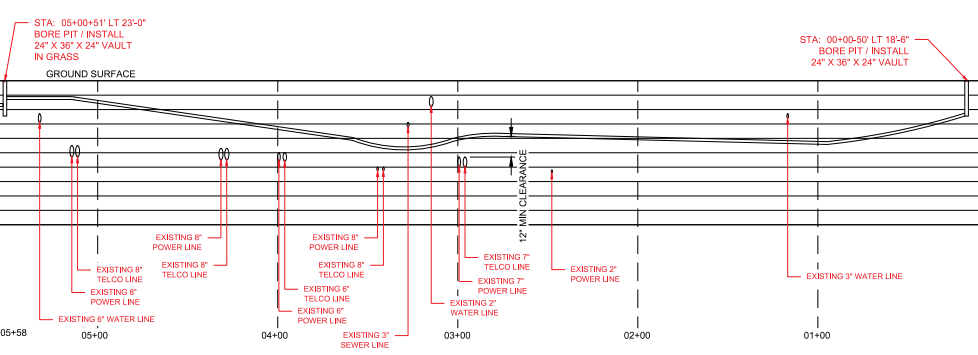 STA: 05+00+51' LT 23'-0"
BORE PIT / INSTALL
24" X 36" X 24" VAULT
IN GRASS
GROUND SURFACE
STA: 00+00-50' LT 18'-6"
BORE PIT / INSTALL
24" X 36" X 24" VAULT
12" MIN CLEARANCE
EXISTING 8"
POWER LINE
EXISTING 8"
POWER LINE
EXISTING 8"
TELCO LINE
EXISTING 8"
TELCO LINE
EXISTING 8"
TELCO LINE
EXISTING 7"
TELCO LINE
EXISTING 2"
POWER LINE
EXISTING 3" WATER LINE
EXISTING 8"
POWER LINE
EXISTING 6"
TELCO LINE
EXISTING 7"
POWER LINE
EXISTING 6" WATER LINE
EXISTING 6"
POWER LINE
EXISTING 2"
WATER LINE
EXISTING 3"
SEWER LINE
05+58
05+00
04+00
03+00
02+00
01+00